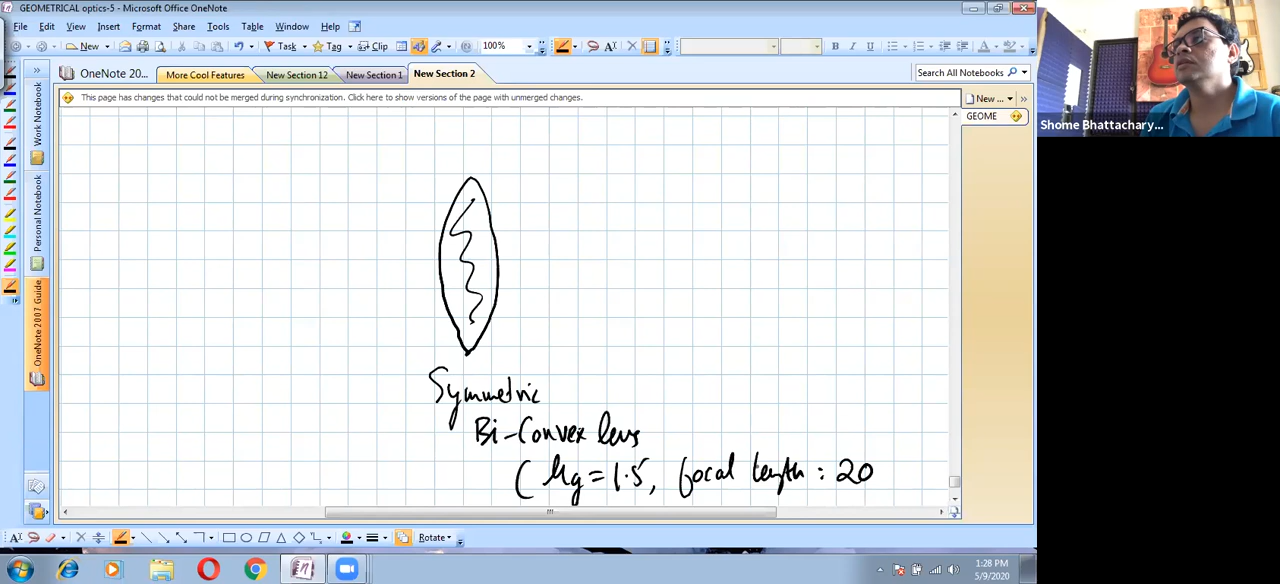 GEOMETRICAL optics-5 - Microsoft Office OneNote
File Edit View Insert Format Share Tools Table Window Help
New Task Tag Clip 100% B I U
OneNote 20... More Cool Features New Section 12 New Section 1 New Section 2 Search All Notebooks
This page has changes that could not be merged during synchronization. Click here to show versions of the page with unmerged changes.
New ...
GEOME
Work Notebook
Personal Notebook
OneNote 2007 Guide
Shome Bhattachary...
Symmetric
Bi-Convex lens
(μg = 1.5, focal length : 20
Rotate
1:28 PM
5/9/2020